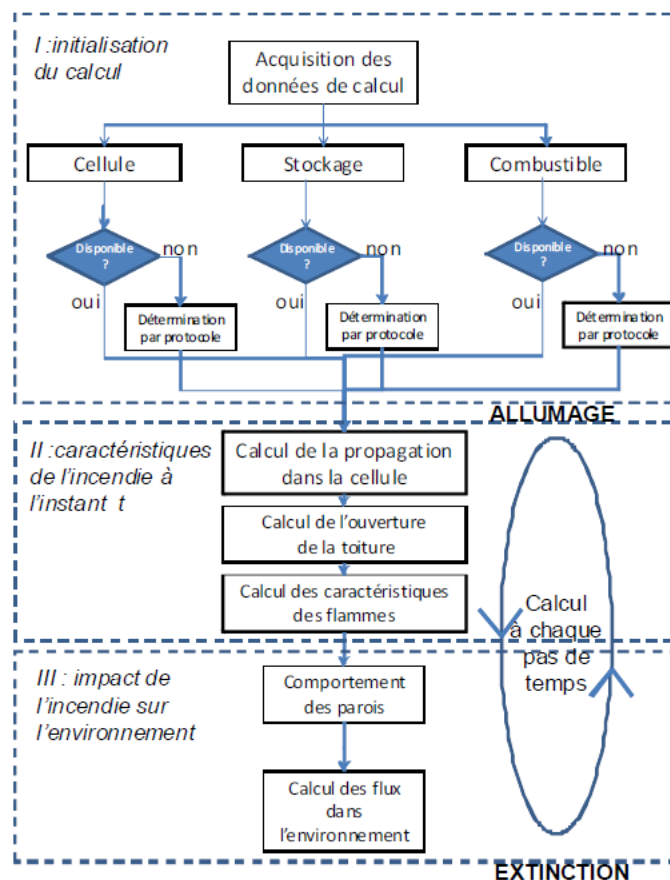 I :initialisation
du calcul
Acquisition des
données de calcul
Cellule
Stockage
Combustible
Disponible
?
non
oui
Disponible
?
non
oui
Disponible
?
non
oui
Détermination
par protocole
Détermination
par protocole
Détermination
par protocole
ALLUMAGE
II :caractéristiques
de l'incendie à
l'instant t
Calcul de la propagation
dans la cellule
Calcul de l'ouverture
de la toiture
Calcul des caractéristiques
des flammes
Calcul
à chaque
pas de
temps
III : impact de
l'incendie sur
l'environnement
Comportement
des parois
Calcul des flux
dans
l'environnement
EXTINCTION